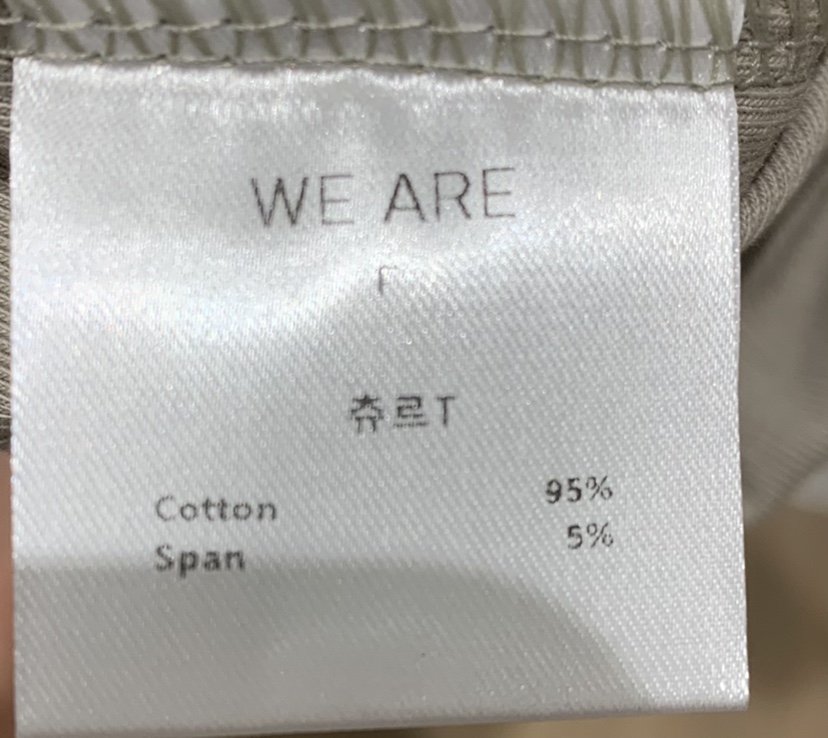 WE ARE
F
츄르T
Cotton 95%
Span 5%